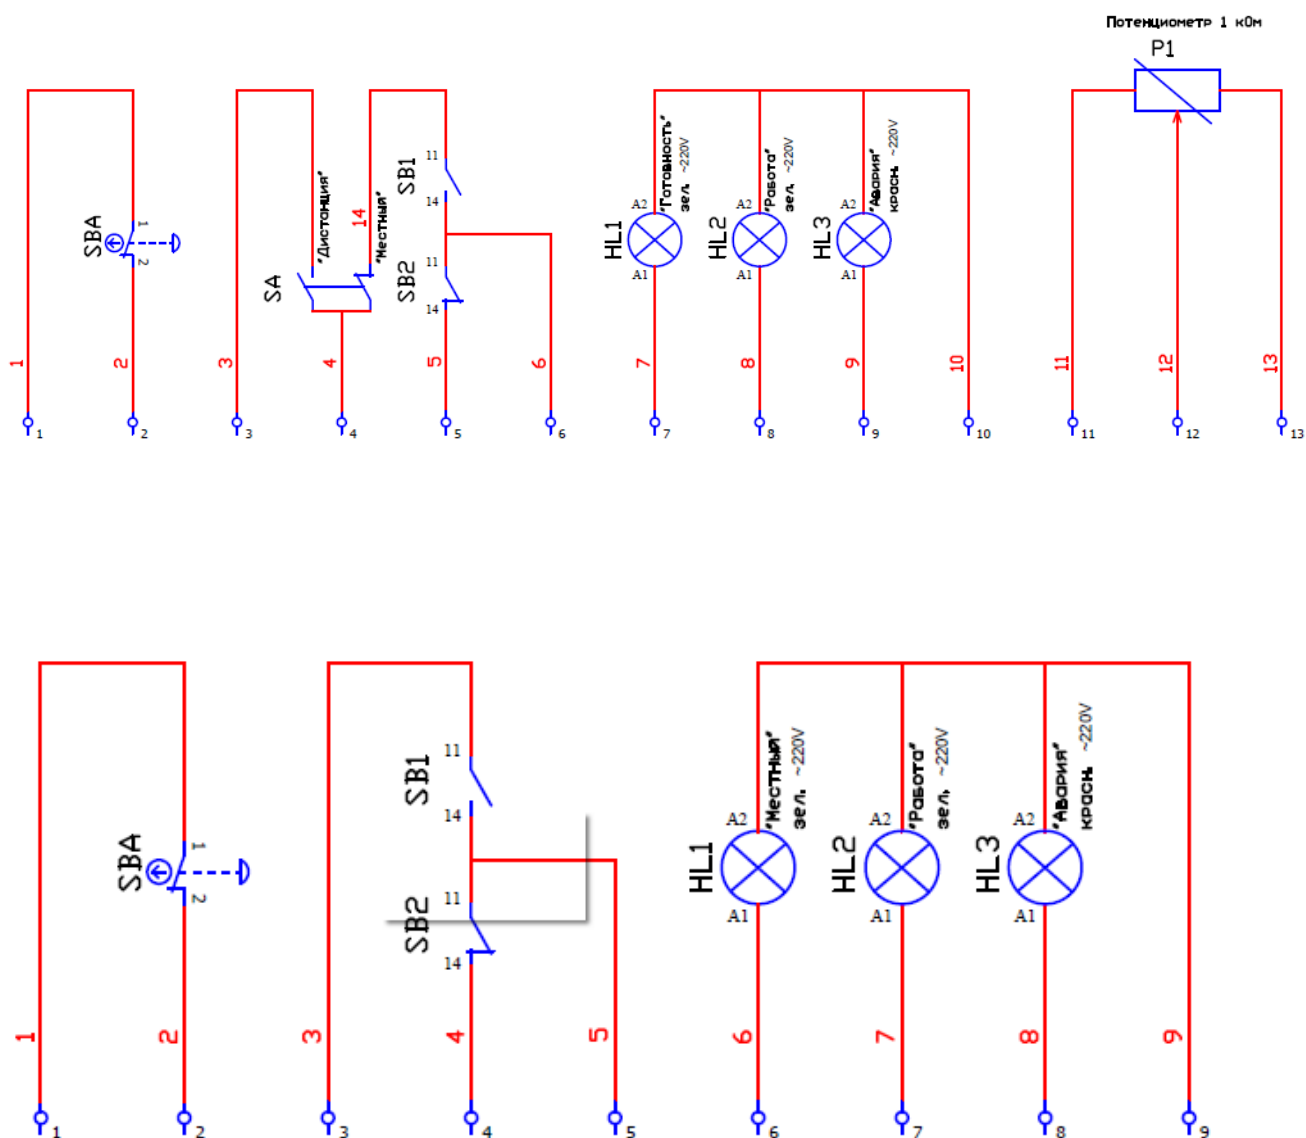 Потенциометр 1 кОм
P1
SBA
1
2
SA
"Дистанция"
"Местный"
14
SB1
11
14
SB2
11
14
HL1
A2
A1
"Готовность"
зел. ~220V
HL2
A2
A1
"Работа"
зел. ~220V
HL3
A2
A1
"Авария"
красн. ~220V
1
2
3
4
5
6
7
8
9
10
11
12
13
1
2
3
4
5
6
7
8
9
10
11
12
13
SBA
1
2
SB1
11
14
SB2
11
14
HL1
A2
A1
"Местный"
зел. ~220V
HL2
A2
A1
"Работа"
зел. ~220V
HL3
A2
A1
"Авария"
красн. ~220V
1
2
3
4
5
6
7
8
9
1
2
3
4
5
6
7
8
9